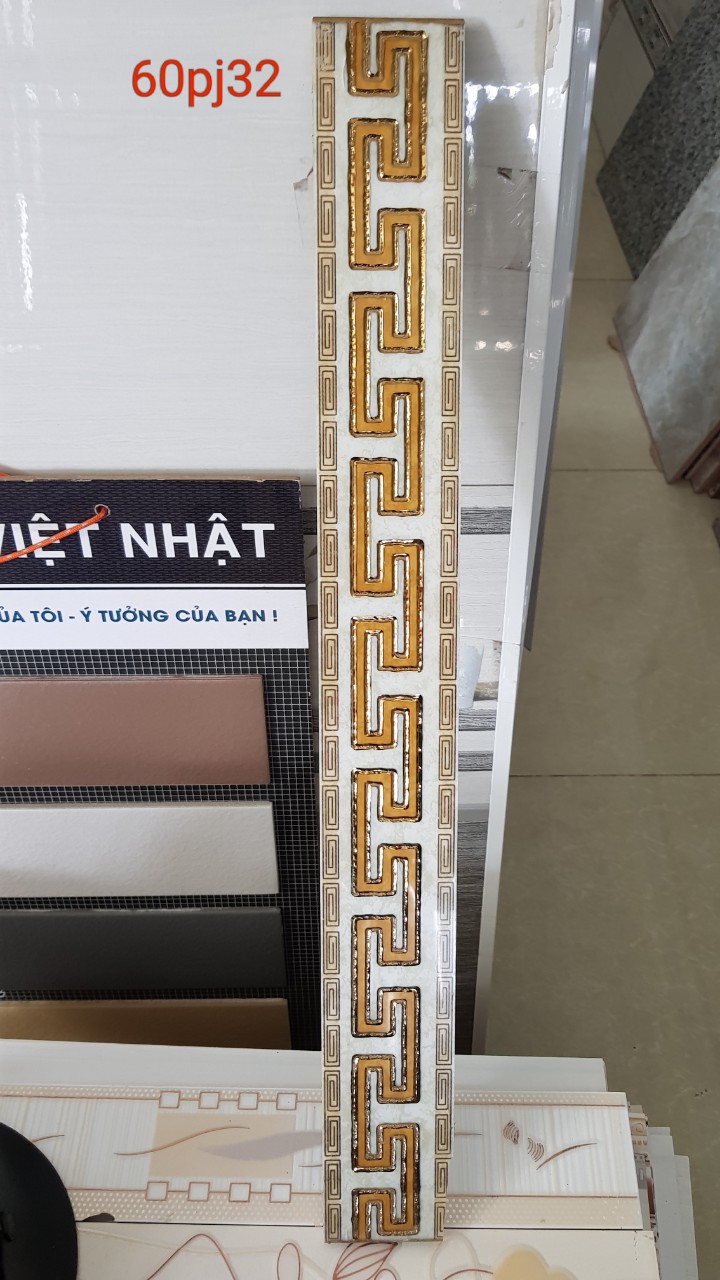 60pj32
VIỆT NHẬT
ỦA TÔI - Ý TƯỞNG CỦA BẠN !